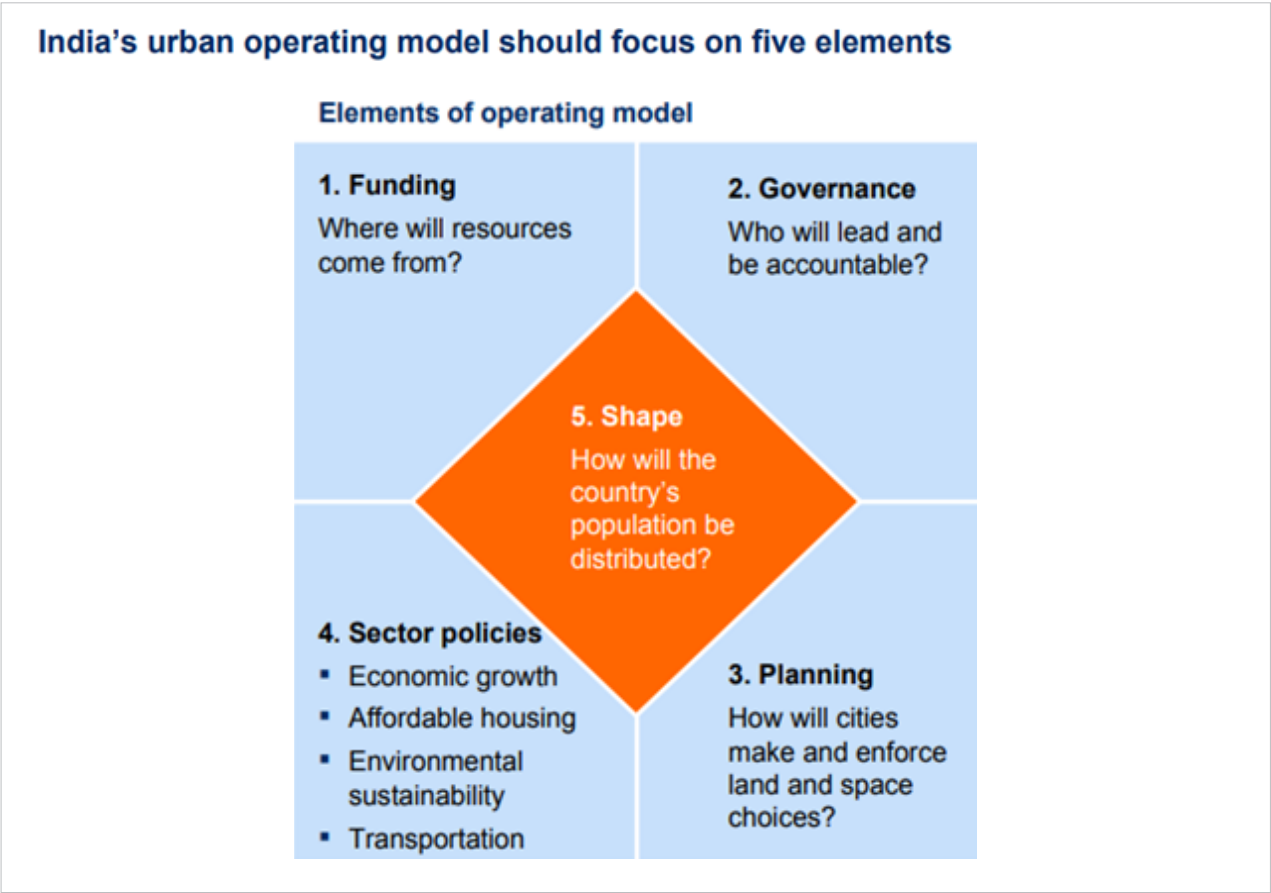 India's urban operating model should focus on five elements
Elements of operating model
1. Funding
Where will resources
come from?
2. Governance
Who will lead and
be accountable?
5. Shape
How will the
country's
population be
distributed?
4. Sector policies
▪ Economic growth
▪ Affordable housing
▪ Environmental
sustainability
▪ Transportation
3. Planning
How will cities
make and enforce
land and space
choices?